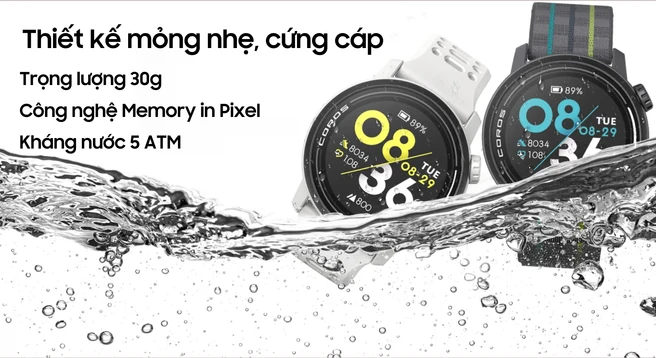 Thiết kế mỏng nhẹ, cứng cáp
Trọng lượng 30g
Công nghệ Memory in Pixel
Kháng nước 5 ATM
COROS
89%
08
8034
108
TUE
08-29
36
800
COROS
89%
08
TUE
08-29
8034
108
36